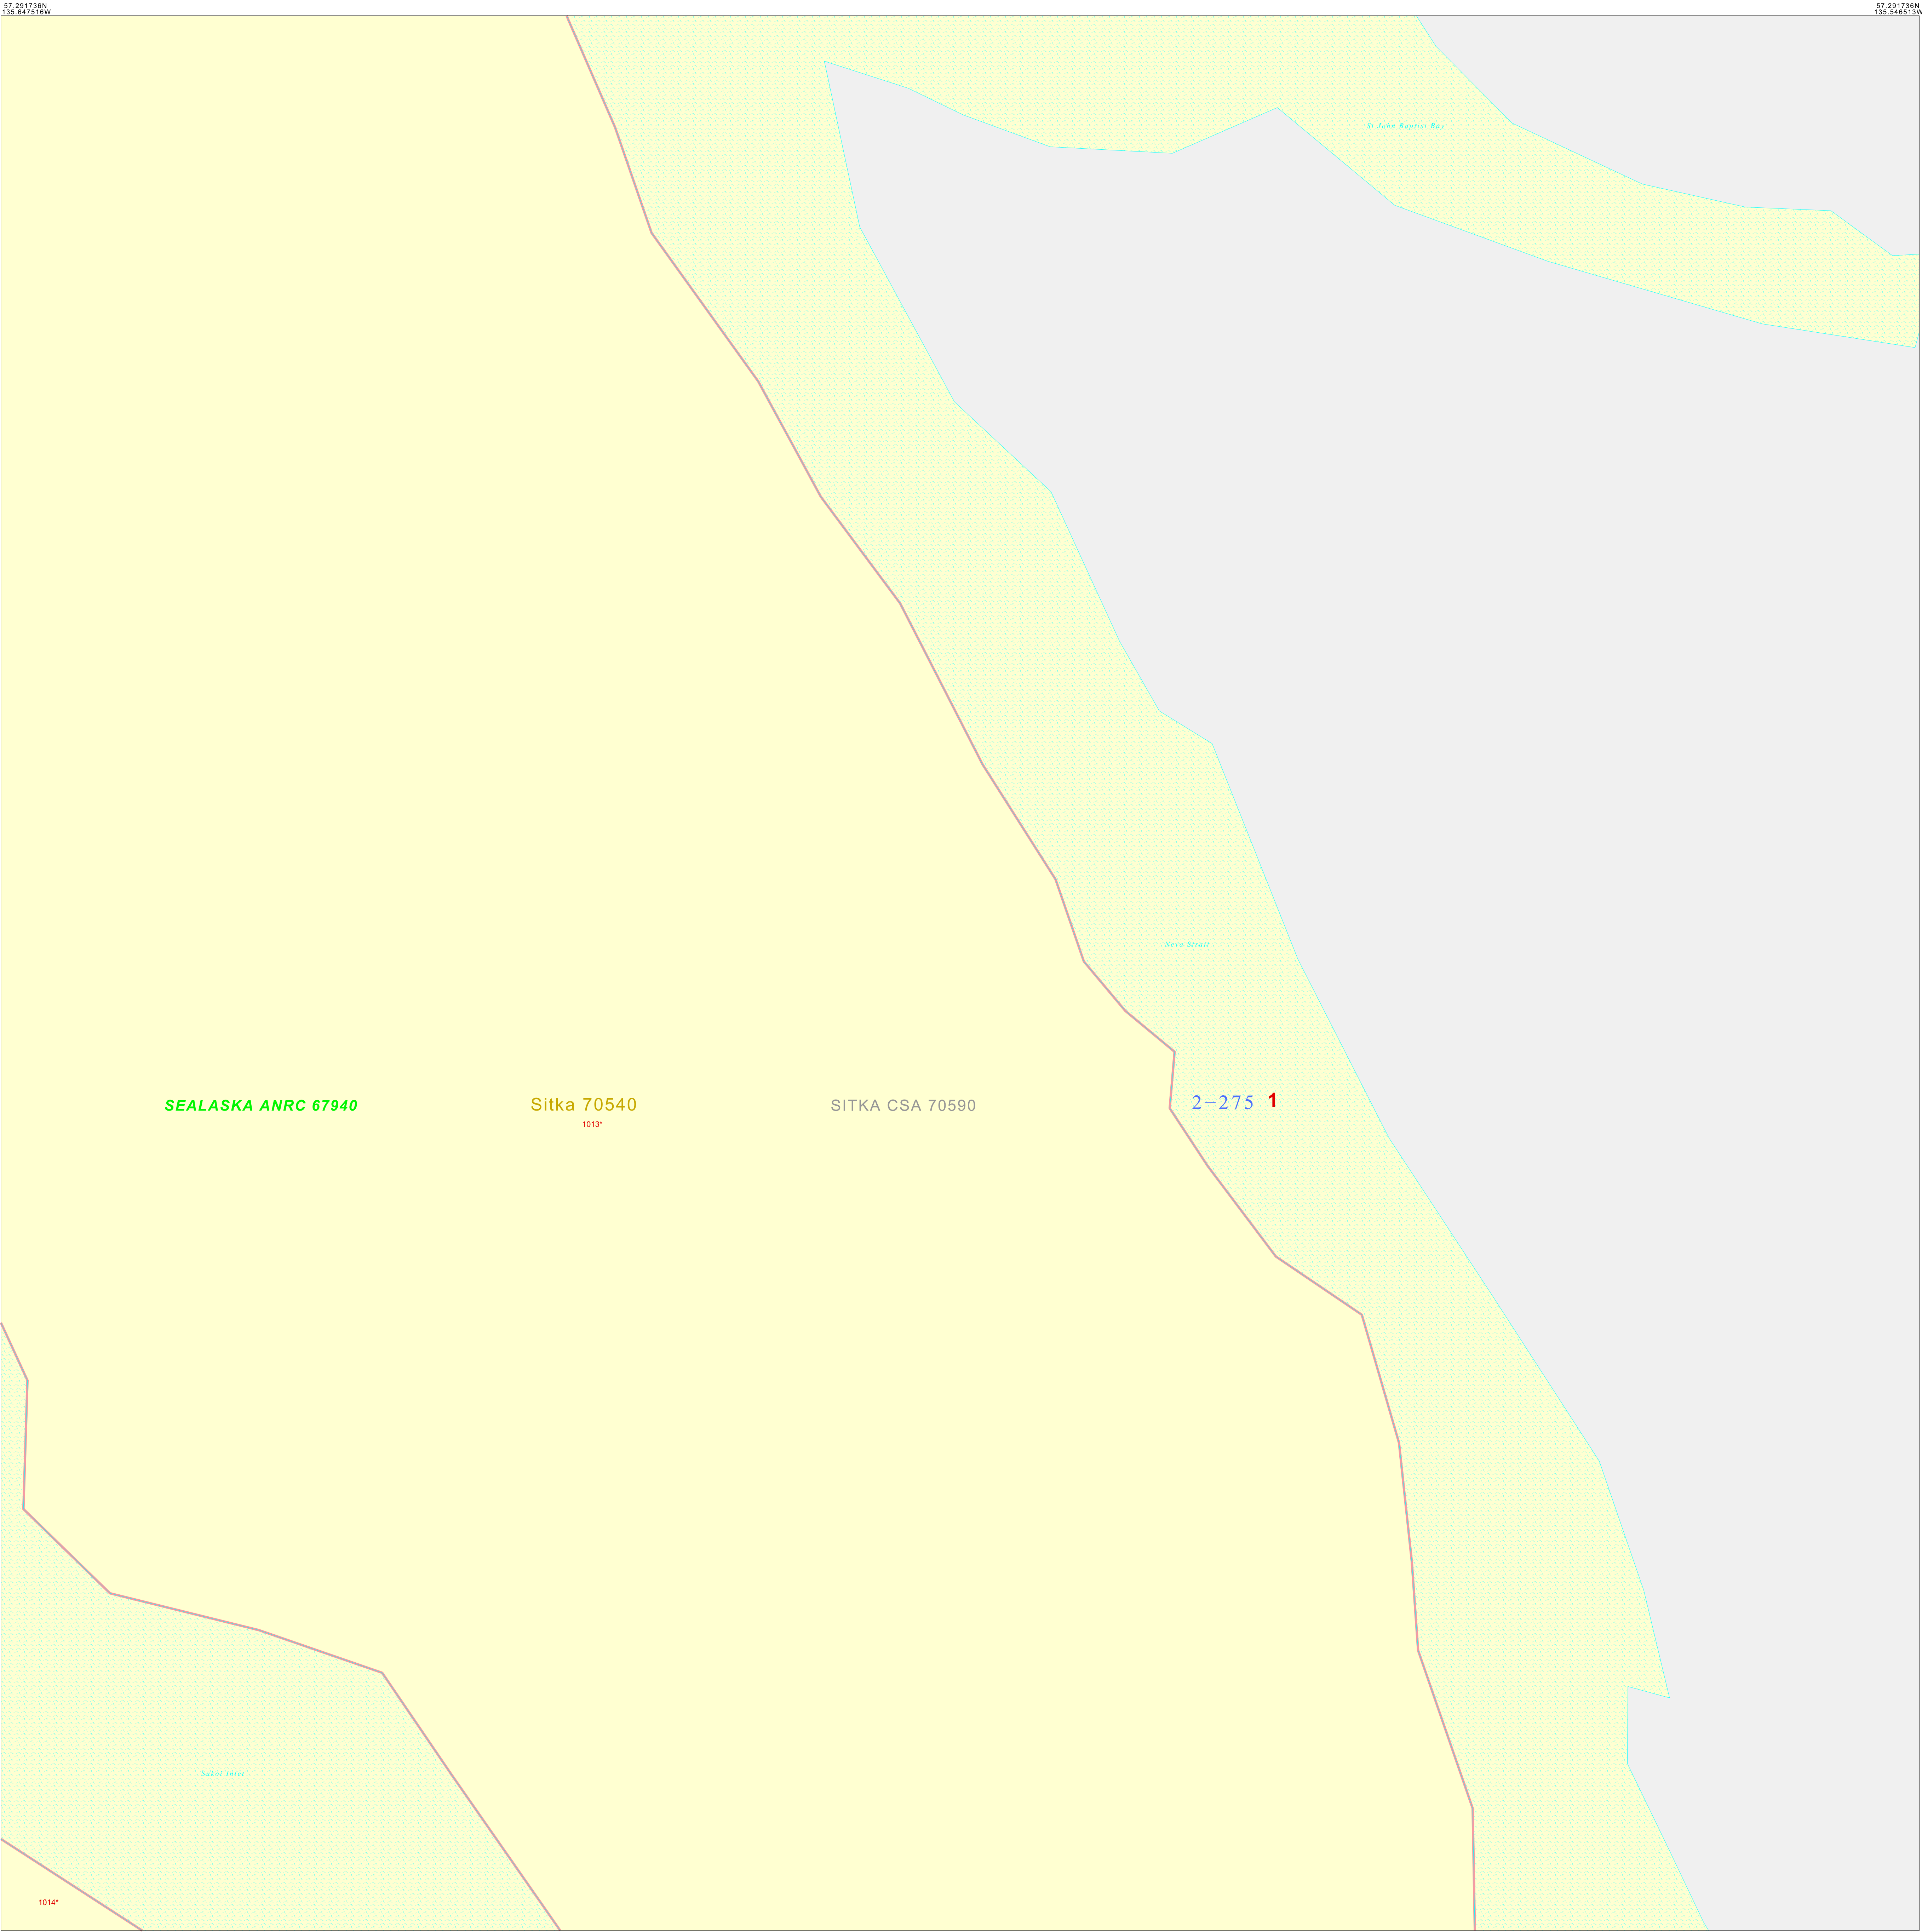 57.291736N
135.647516W
57.291736N
135.546513W
St John Baptist Bay
Neva Strait
SEALASKA ANRC 67940
Sitka 70540
SITKA CSA 70590
2-275 1
1013*
Sukoi Inlet
1014*